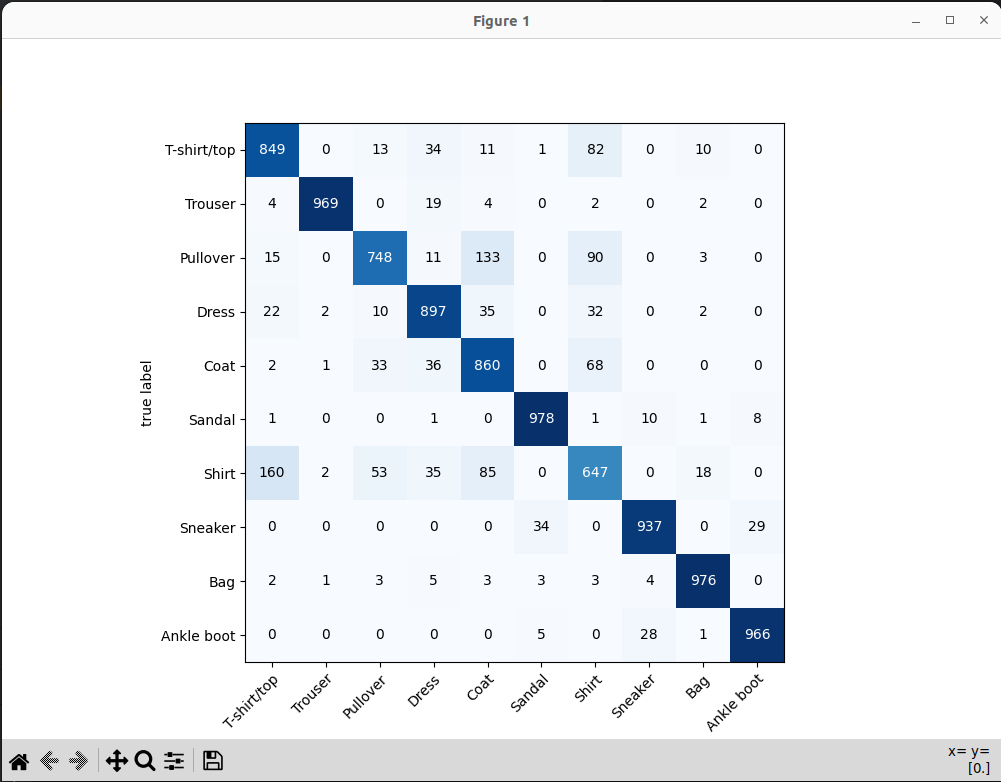 Figure 1
T-shirt/top 849 0 13 34 11 1 82 0 10 0
Trouser 4 969 0 19 4 0 2 0 2 0
Pullover 15 0 748 11 133 0 90 0 3 0
Dress 22 2 10 897 35 0 32 0 2 0
Coat 2 1 33 36 860 0 68 0 0 0
true label
Sandal 1 0 0 1 0 978 1 10 1 8
Shirt 160 2 53 35 85 0 647 0 18 0
Sneaker 0 0 0 0 0 34 0 937 0 29
Bag 2 1 3 5 3 3 3 4 976 0
Ankle boot 0 0 0 0 0 5 0 28 1 966
T-shirt/top Trouser Pullover Dress Coat Sandal Shirt Sneaker Bag Ankle boot
x= y=
[0.]